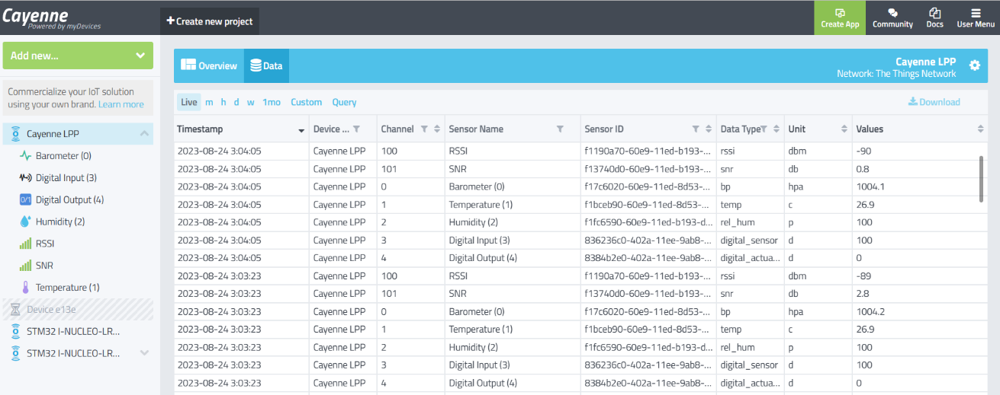 Cayenne
Powered by myDevices
Create new project
Create App
Community
Docs
User Menu
Add new...
Commercialize your IoT solution
using your own brand. Learn more
Cayenne LPP
Barometer (0)
Digital Input (3)
0/1 Digital Output (4)
Humidity (2)
RSSI
SNR
Temperature (1)
Device e13e
STM32 I-NUCLEO-LR...
STM32 I-NUCLEO-LR...
Overview
Data
Cayenne LPP
Network: The Things Network
Live m h d w 1mo Custom Query
Download
Timestamp Device ... Channel Sensor Name Sensor ID Data Type Unit Values
2023-08-24 3:04:05 Cayenne LPP 100 RSSI f1190a70-60e9-11ed-b193-... rssi dbm -90
2023-08-24 3:04:05 Cayenne LPP 101 SNR f13740d0-60e9-11ed-b193-... snr db 0.8
2023-08-24 3:04:05 Cayenne LPP 0 Barometer (0) f17c6020-60e9-11ed-8d53-... bp hpa 1004.1
2023-08-24 3:04:05 Cayenne LPP 1 Temperature (1) f1bceb90-60e9-11ed-8d53-... temp c 26.9
2023-08-24 3:04:05 Cayenne LPP 2 Humidity (2) f1fc6590-60e9-11ed-b193-d... rel_hum p 100
2023-08-24 3:04:05 Cayenne LPP 3 Digital Input (3) 836236c0-402a-11ee-9ab8-... digital_sensor d 100
2023-08-24 3:04:05 Cayenne LPP 4 Digital Output (4) 8384b2e0-402a-11ee-9ab8-... digital_actua... d 0
2023-08-24 3:03:23 Cayenne LPP 100 RSSI f1190a70-60e9-11ed-b193-... rssi dbm -89
2023-08-24 3:03:23 Cayenne LPP 101 SNR f13740d0-60e9-11ed-b193-... snr db 2.8
2023-08-24 3:03:23 Cayenne LPP 0 Barometer (0) f17c6020-60e9-11ed-8d53-... bp hpa 1004.2
2023-08-24 3:03:23 Cayenne LPP 1 Temperature (1) f1bceb90-60e9-11ed-8d53-... temp c 26.9
2023-08-24 3:03:23 Cayenne LPP 2 Humidity (2) f1fc6590-60e9-11ed-b193-d... rel_hum p 100
2023-08-24 3:03:23 Cayenne LPP 3 Digital Input (3) 836236c0-402a-11ee-9ab8-... digital_sensor d 100
2023-08-24 3:03:23 Cayenne LPP 4 Digital Output (4) 8384b2e0-402a-11ee-9ab8-... digital_actua... d 0